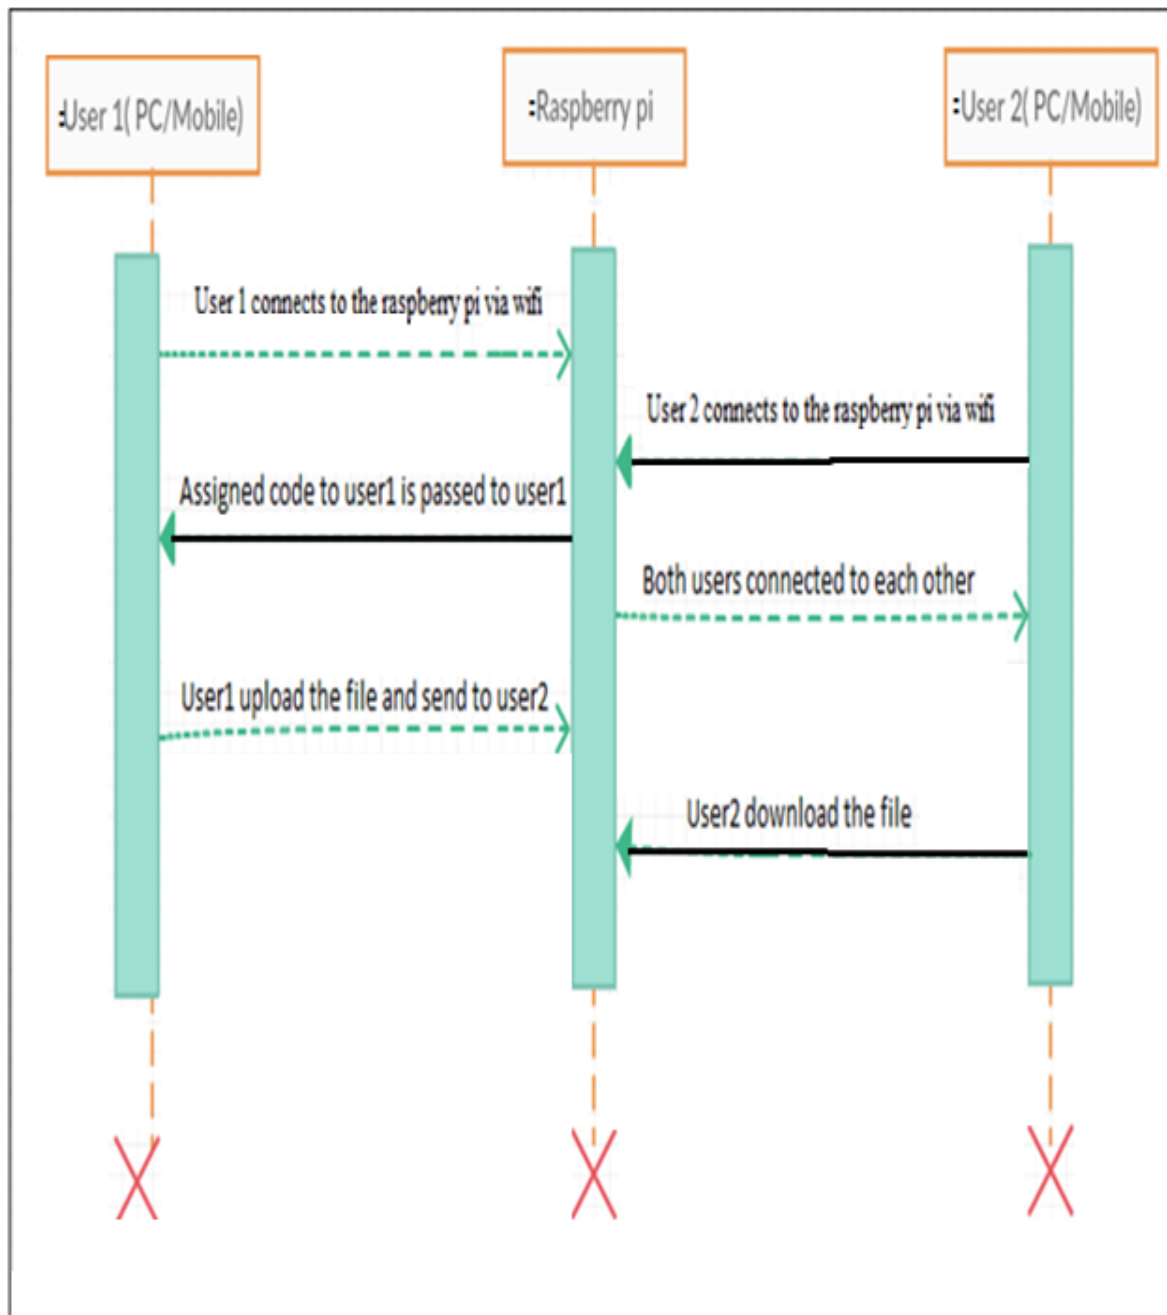 :User 1( PC/Mobile)
:Raspberry pi
:User 2( PC/Mobile)
User 1 connects to the raspberry pi via wifi
User 2 connects to the raspberry pi via wifi
Assigned code to user1 is passed to user1
Both users connected to each other
User1 upload the file and send to user2
User2 download the file